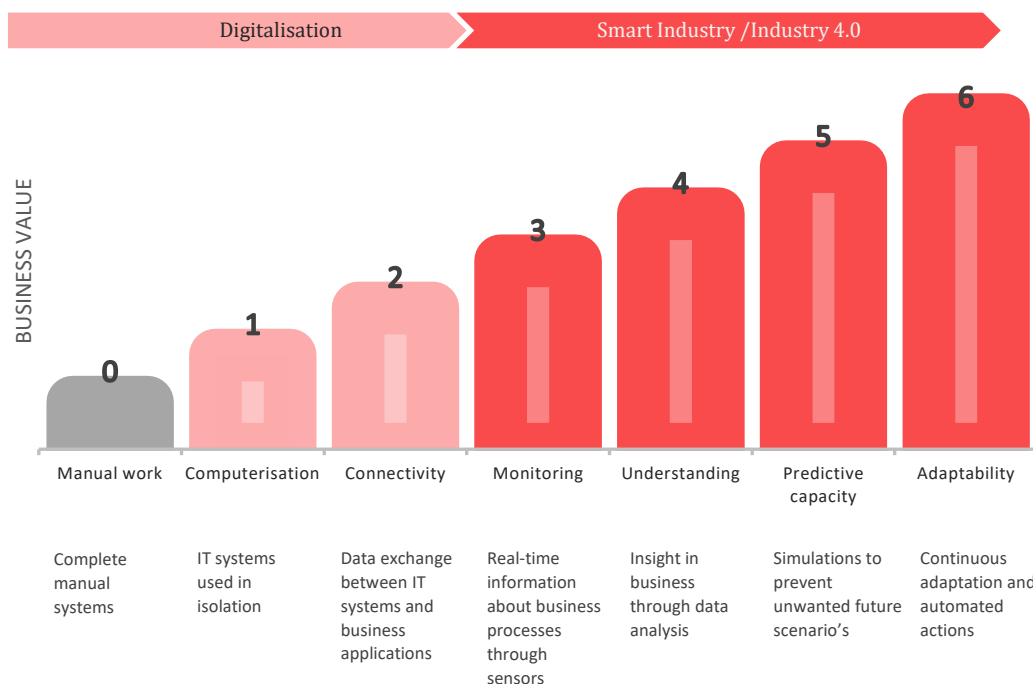 Digitalisation
Smart Industry /Industry 4.0
BUSINESS VALUE
0
1
2
3
4
5
6
Manual work
Computerisation
Connectivity
Monitoring
Understanding
Predictive
capacity
Adaptability
Complete
manual
systems
IT systems
used in
isolation
Data exchange
between IT
systems and
business
applications
Real-time
information
about business
processes
through
sensors
Insight in
business
through data
analysis
Simulations to
prevent
unwanted future
scenario's
Continuous
adaptation and
automated
actions